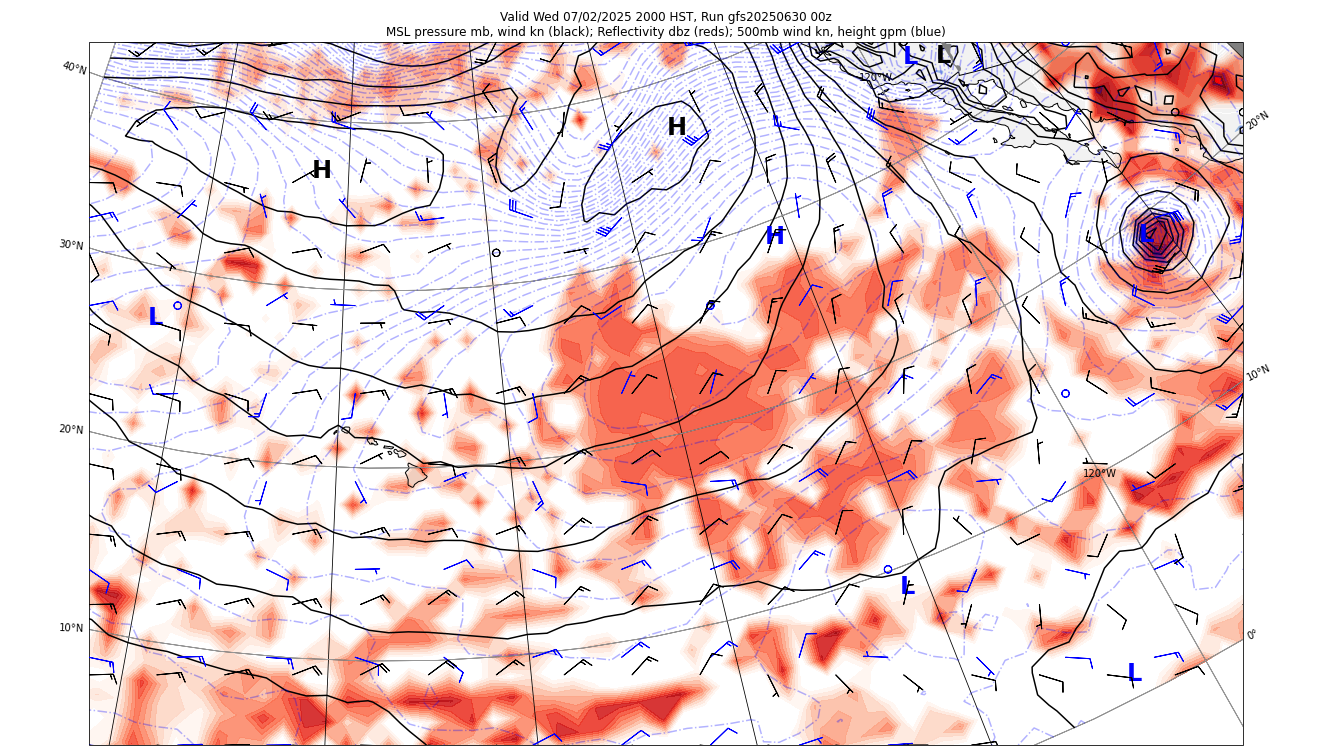 Valid Wed 07/02/2025 2000 HST, Run gfs20250630 00z
MSL pressure mb, wind kn (black); Reflectivity dbz (reds); 500mb wind kn, height gpm (blue)
L L
40°N
120°W
20°N
H
H
L
H
30°N
L
10°N
20°N
120°W
L
10°N
0°
L